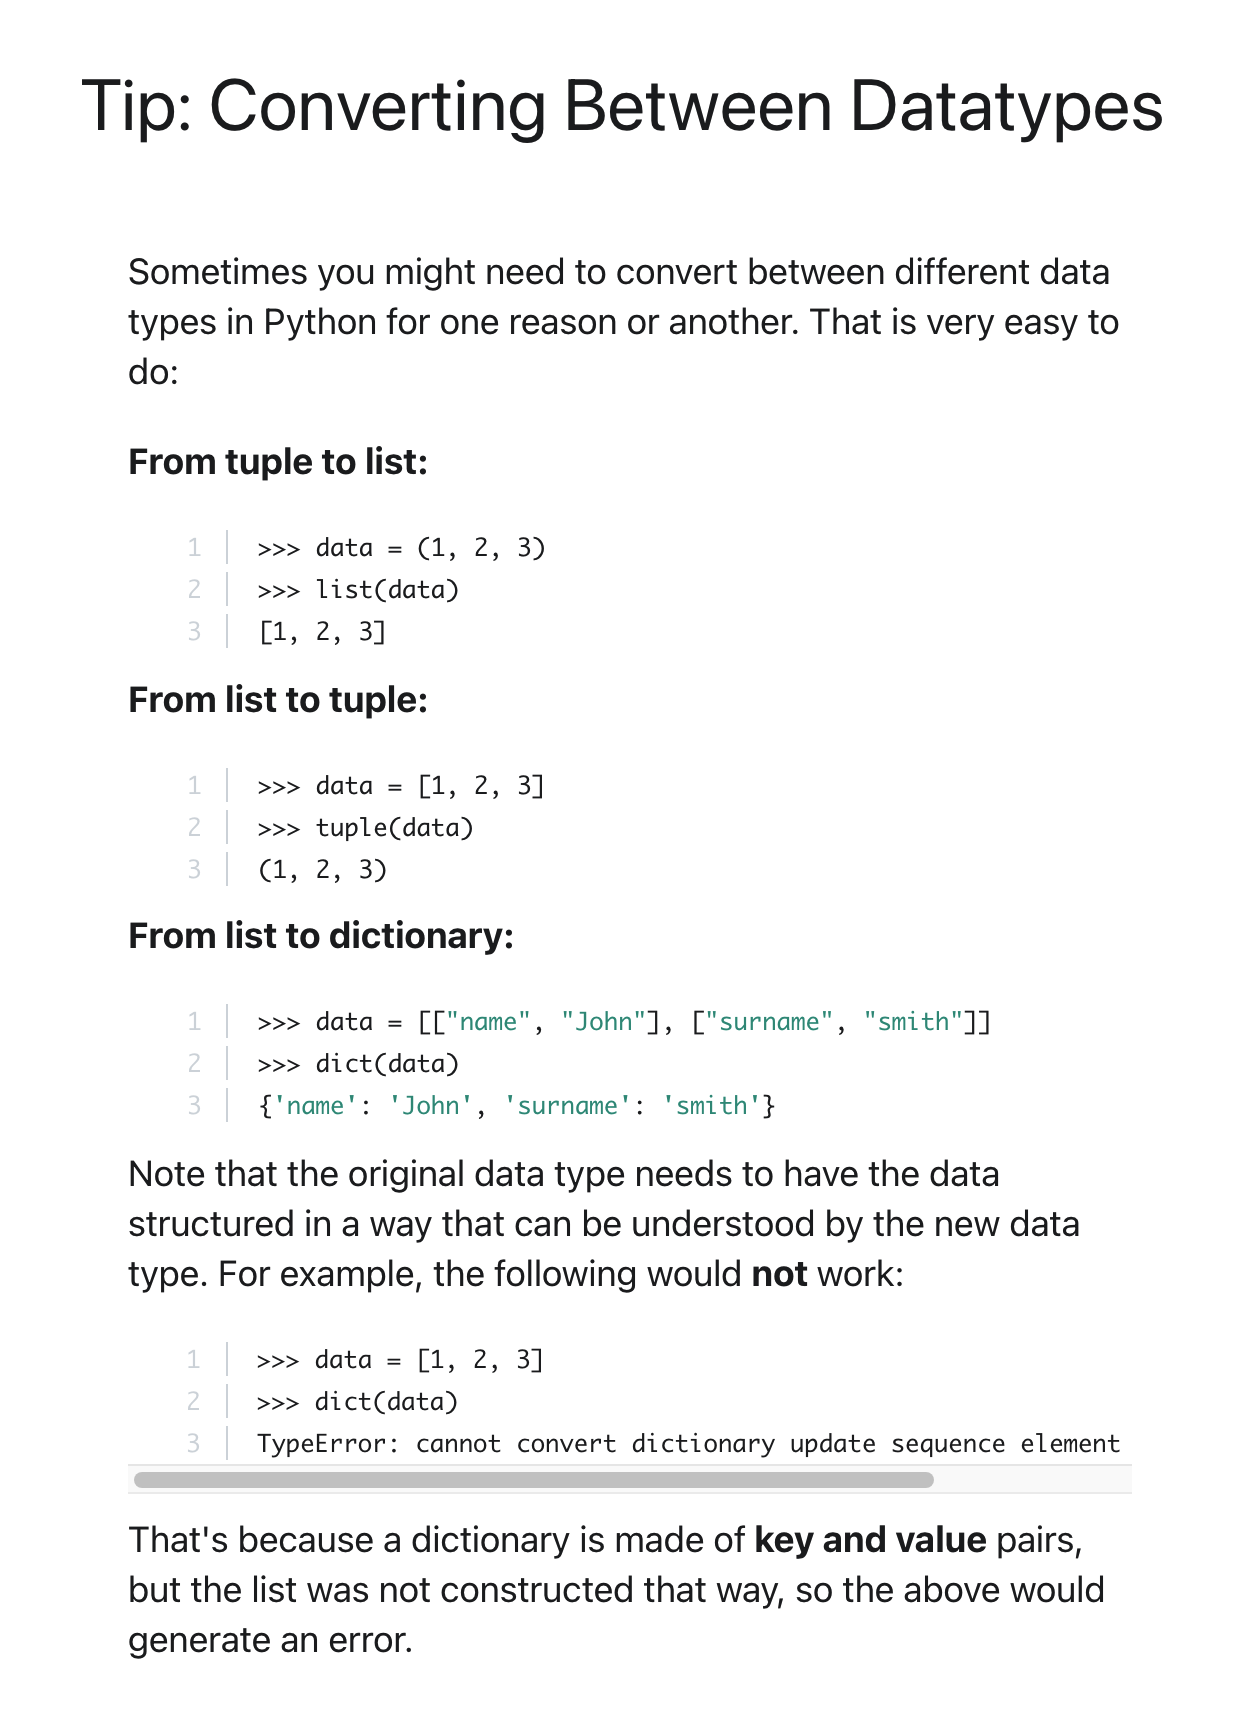 Tip: Converting Between Datatypes
Sometimes you might need to convert between different data
types in Python for one reason or another. That is very easy to
do:
From tuple to list:
1 >>> data = (1, 2, 3)
2 >>> list(data)
3 [1, 2, 3]
From list to tuple:
1 >>> data = [1, 2, 3]
2 >>> tuple(data)
3 (1, 2, 3)
From list to dictionary:
1 >>> data = [["name", "John"], ["surname", "smith"]]
2 >>> dict(data)
3 {'name': 'John', 'surname': 'smith'}
Note that the original data type needs to have the data
structured in a way that can be understood by the new data
type. For example, the following would not work:
1 >>> data = [1, 2, 3]
2 >>> dict(data)
3 TypeError: cannot convert dictionary update sequence element
That's because a dictionary is made of key and value pairs,
but the list was not constructed that way, so the above would
generate an error.